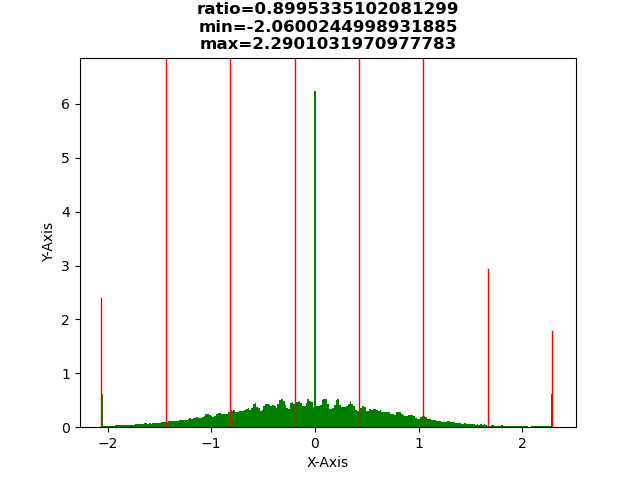 ratio=0.8995335102081299
min=-2.0600244998931885
max=2.2901031970977783
6
5
4
3
2
1
0
Y-Axis
−2
−1
0
1
2
X-Axis